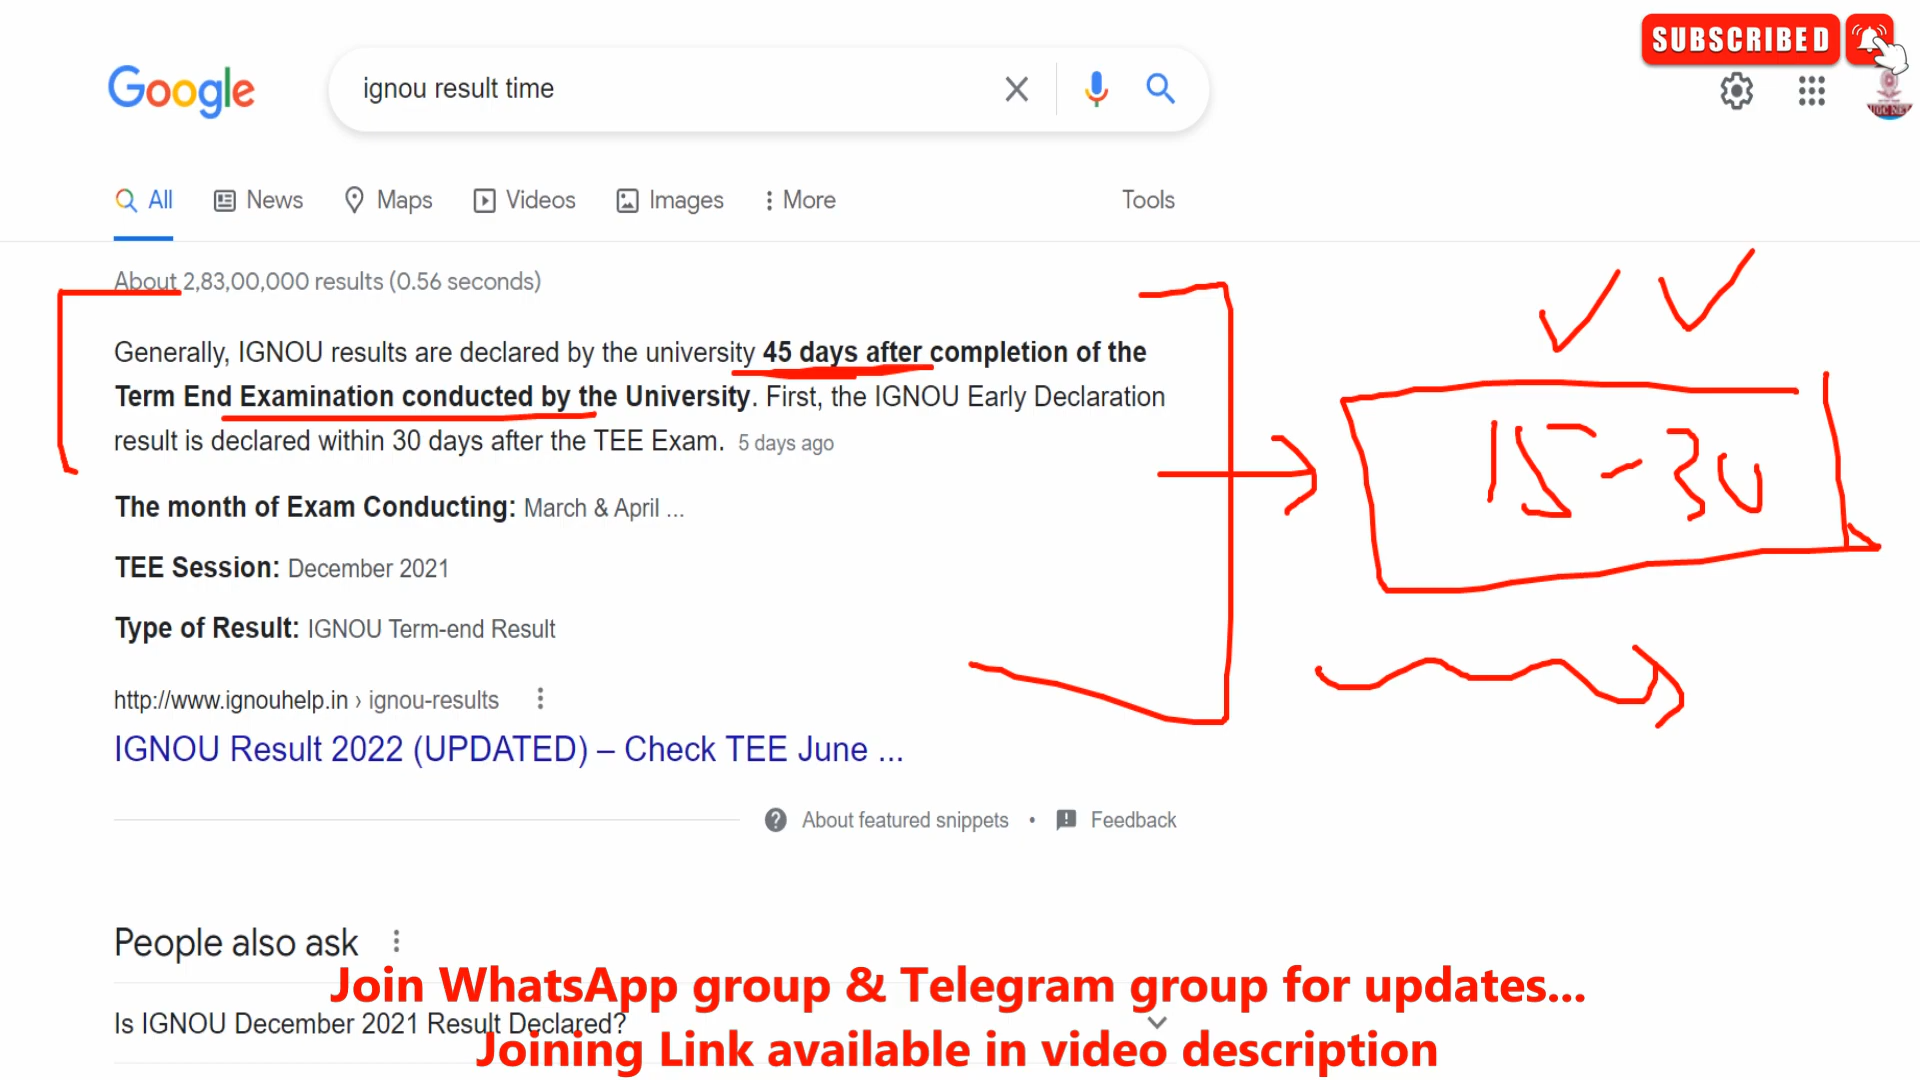 SUBSCRIBED
Google
ignou result time
All News Maps Videos Images More Tools
About 2,83,00,000 results (0.56 seconds)
Generally, IGNOU results are declared by the university 45 days after completion of the
Term End Examination conducted by the University. First, the IGNOU Early Declaration
result is declared within 30 days after the TEE Exam. 5 days ago
15-30
The month of Exam Conducting: March & April ...
TEE Session: December 2021
Type of Result: IGNOU Term-end Result
http://www.ignouhelp.in › ignou-results
IGNOU Result 2022 (UPDATED) – Check TEE June ...
About featured snippets • Feedback
People also ask
Join WhatsApp group & Telegram group for updates...
Is IGNOU December 2021 Result Declared?
Joining Link available in video description